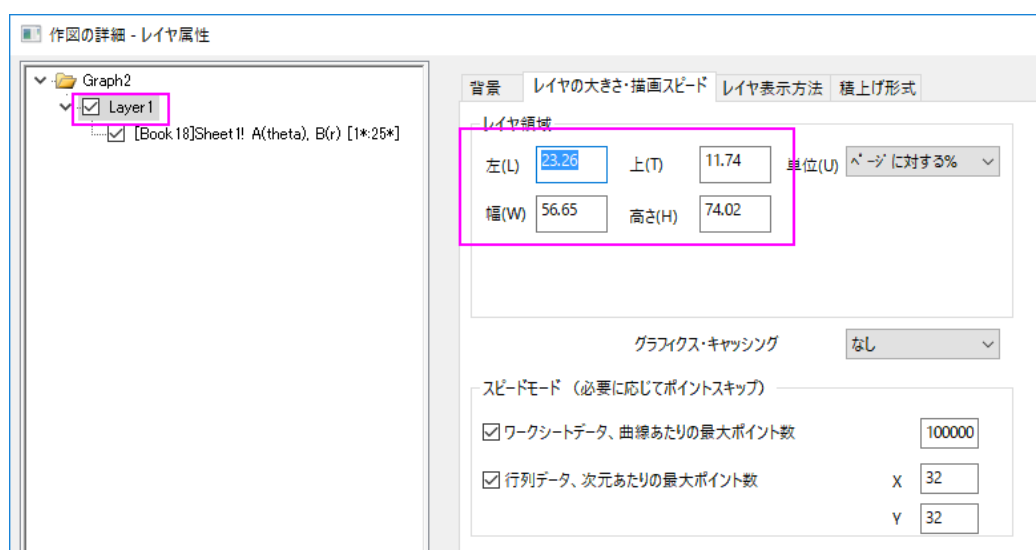 作図の詳細 - レイヤ属性
Graph2
Layer1
[Book18]Sheet1! A(theta), B(r) [1*:25*]
背景 レイヤの大きさ・描画スピード レイヤ表示方法 積上げ形式
レイヤ領域
左(L) 23.26 上(T) 11.74 単位(U) ページに対する%
幅(W) 56.65 高さ(H) 74.02
グラフィクス・キャッシング なし
スピードモード （必要に応じてポイントスキップ）
ワークシートデータ、曲線あたりの最大ポイント数 100000
行列データ、次元あたりの最大ポイント数 X 32
Y 32